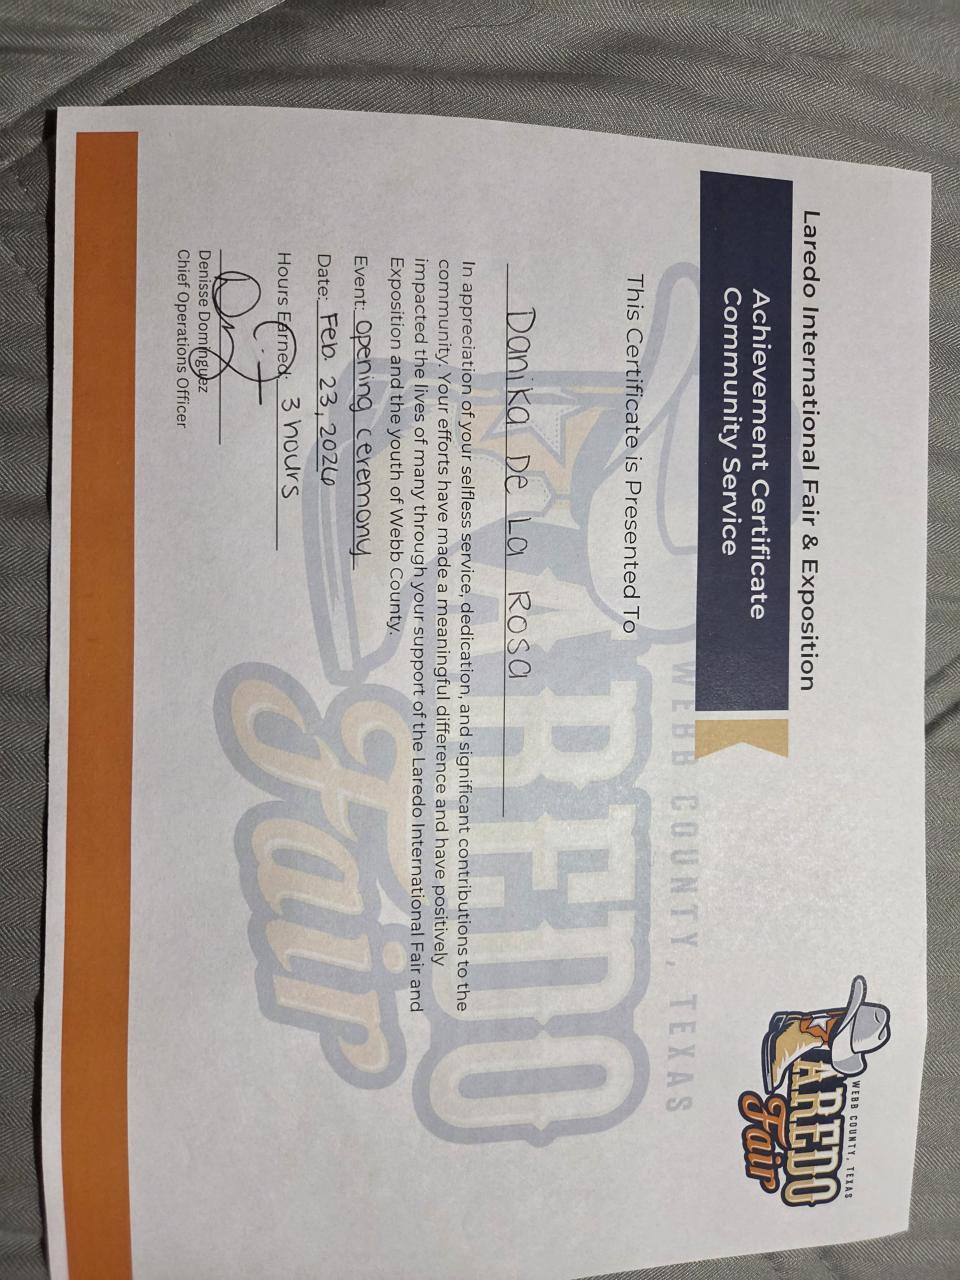 Laredo International Fair & Exposition
Achievement Certificate
Community Service
WEBB COUNTY, TEXAS
LAREDO
Fair
This Certificate is Presented To
Danika De La Rosa
In appreciation of your selfless service, dedication, and significant contributions to the
community. Your efforts have made a meaningful difference and have positively
impacted the lives of many through your support of the Laredo International Fair and
Exposition and the youth of Webb County.
Event: Opening Ceremony
Date: Feb. 23, 2026
Hours Earned: 3 hours
Denisse Dominguez
Chief Operations Officer
WEBB COUNTY, TEXAS
LAREDO
Fair